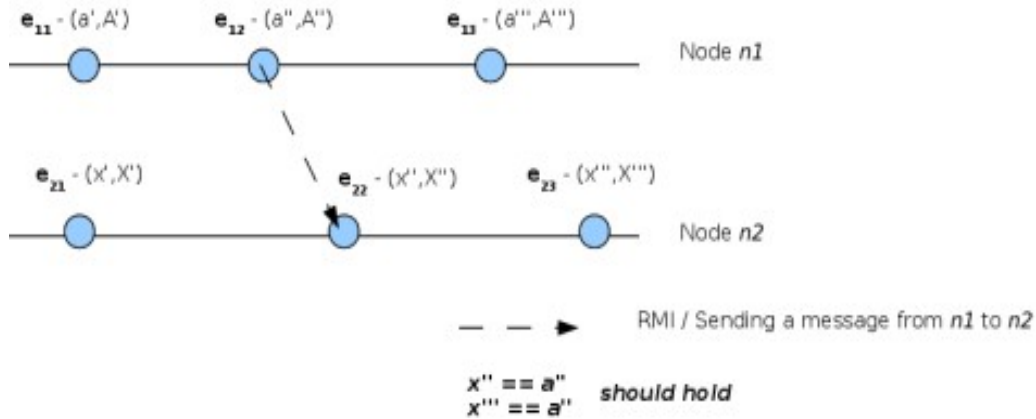 e11 - (a',A') e12 - (a'',A'') e13 - (a''',A''')
Node n1
e21 - (x',X') e22 - (x'',X'') e23 - (x''',X''')
Node n2
RMI / Sending a message from n1 to n2
x'' == a''
should hold
x''' == a''